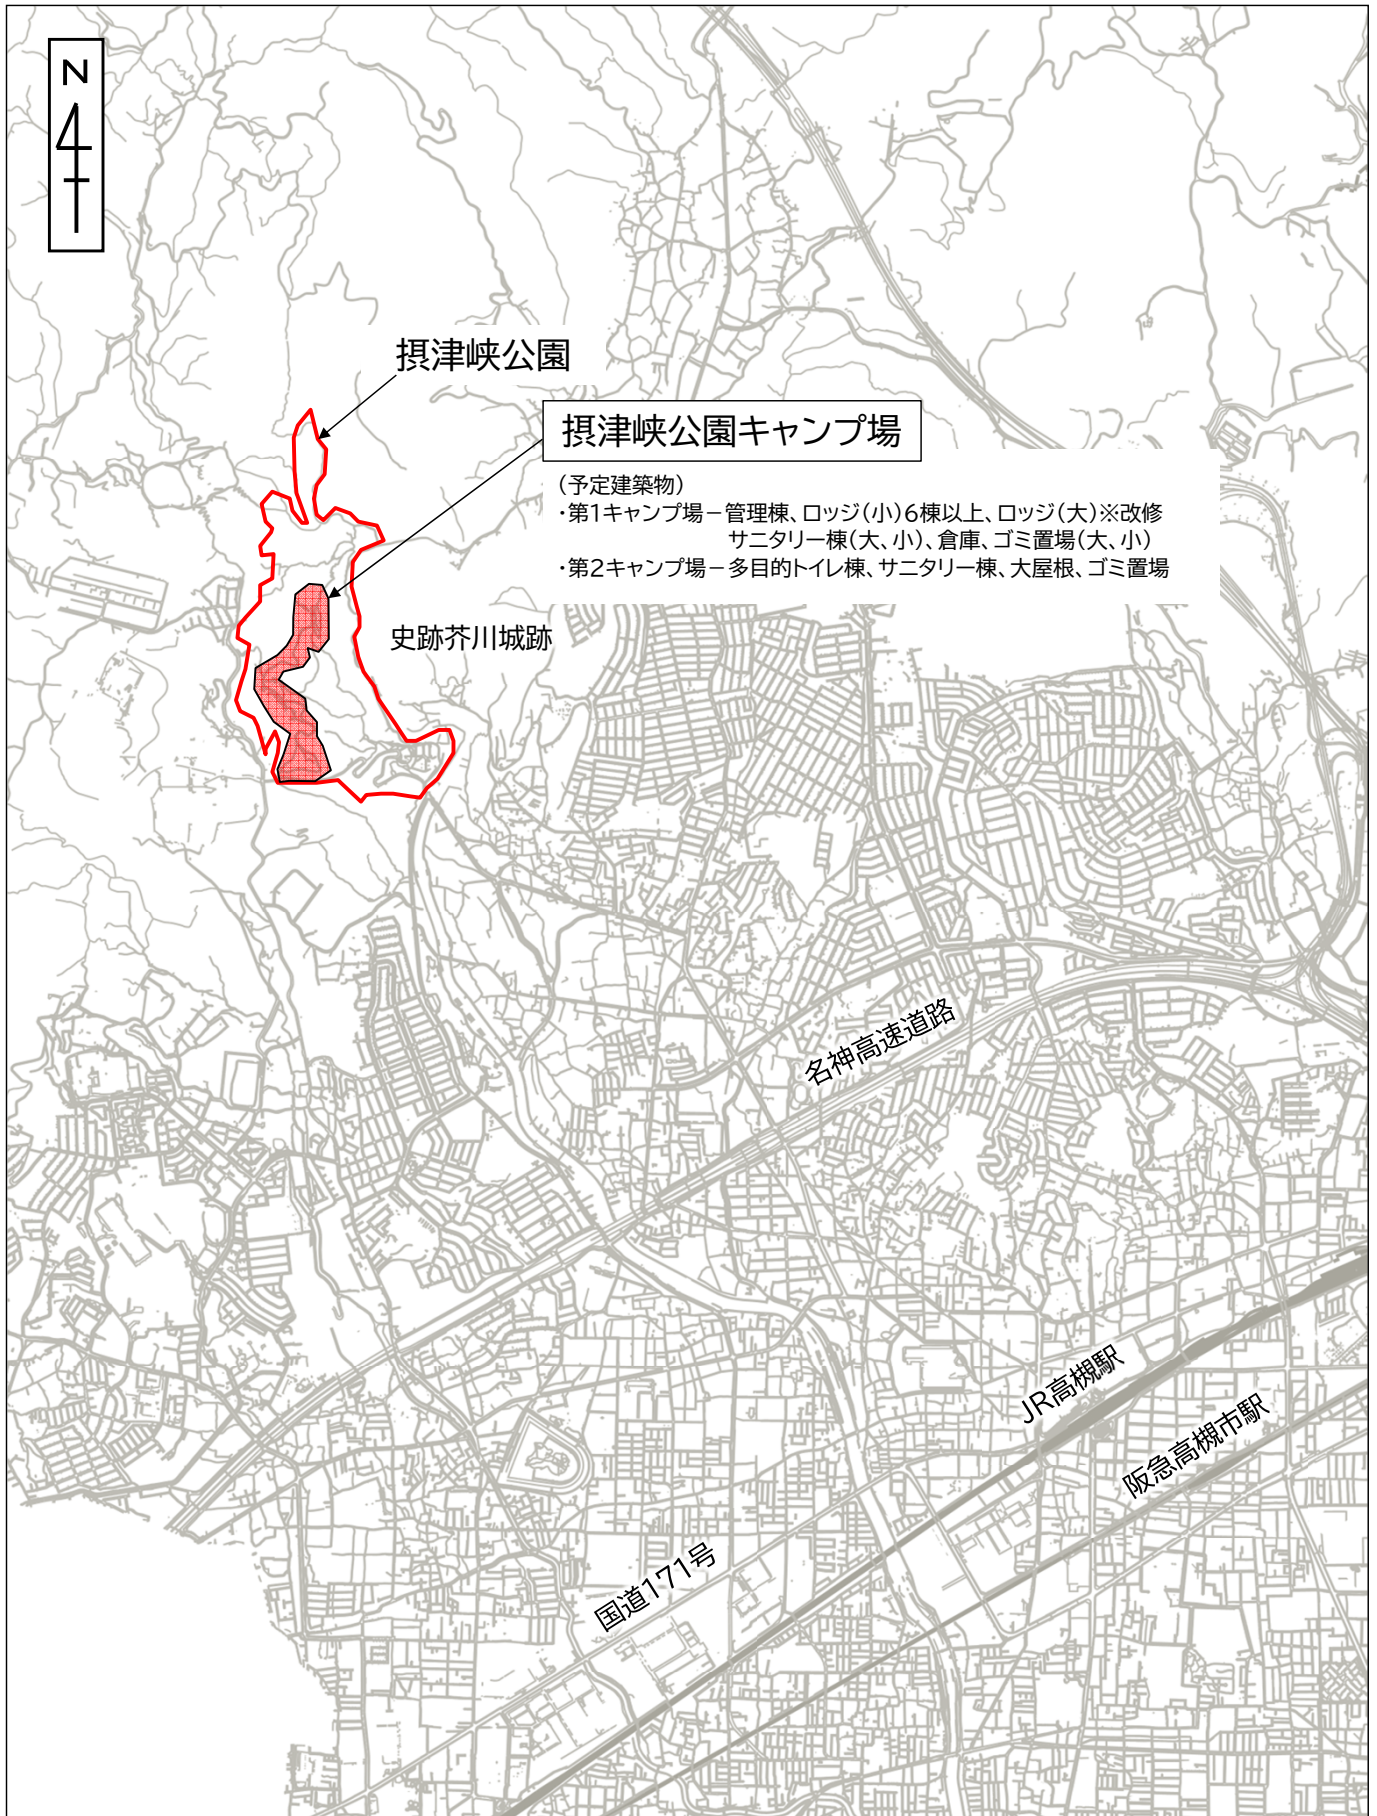 N
摂津峡公園
摂津峡公園キャンプ場
(予定建築物)
・第1キャンプ場－管理棟、ロッジ(小)6棟以上、ロッジ(大)※改修
サニタリー棟(大、小)、倉庫、ゴミ置場(大、小)
・第2キャンプ場－多目的トイレ棟、サニタリー棟、大屋根、ゴミ置場
史跡芥川城跡
名神高速道路
JR高槻駅
阪急高槻市駅
国道171号